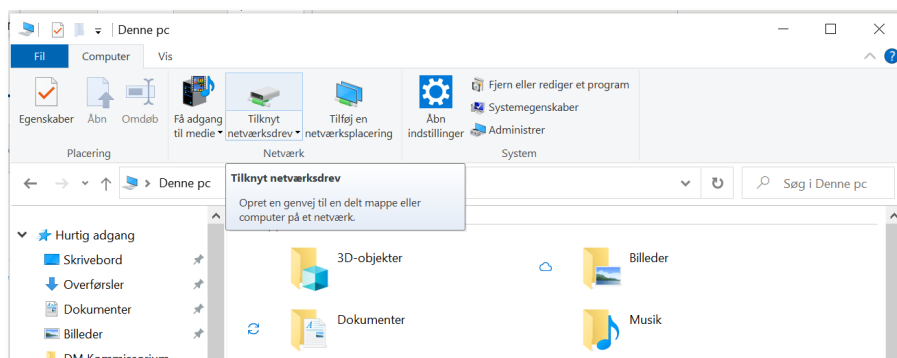 Denne pc
Fil Computer Vis
Egenskaber Åbn Omdøb
Få adgang til medie
Tilknyt netværksdrev
Tilføj en netværksplacering
Åbn indstillinger
Fjern eller rediger et program
Systemegenskaber
Administrer
Placering Netværk System
Denne pc
Søg i Denne pc
Tilknyt netværksdrev
Opret en genvej til en delt mappe eller
computer på et netværk.
Hurtig adgang
Skrivebord
Overførsler
Dokumenter
Billeder
DM Kommissorium
3D-objekter
Billeder
Dokumenter
Musik